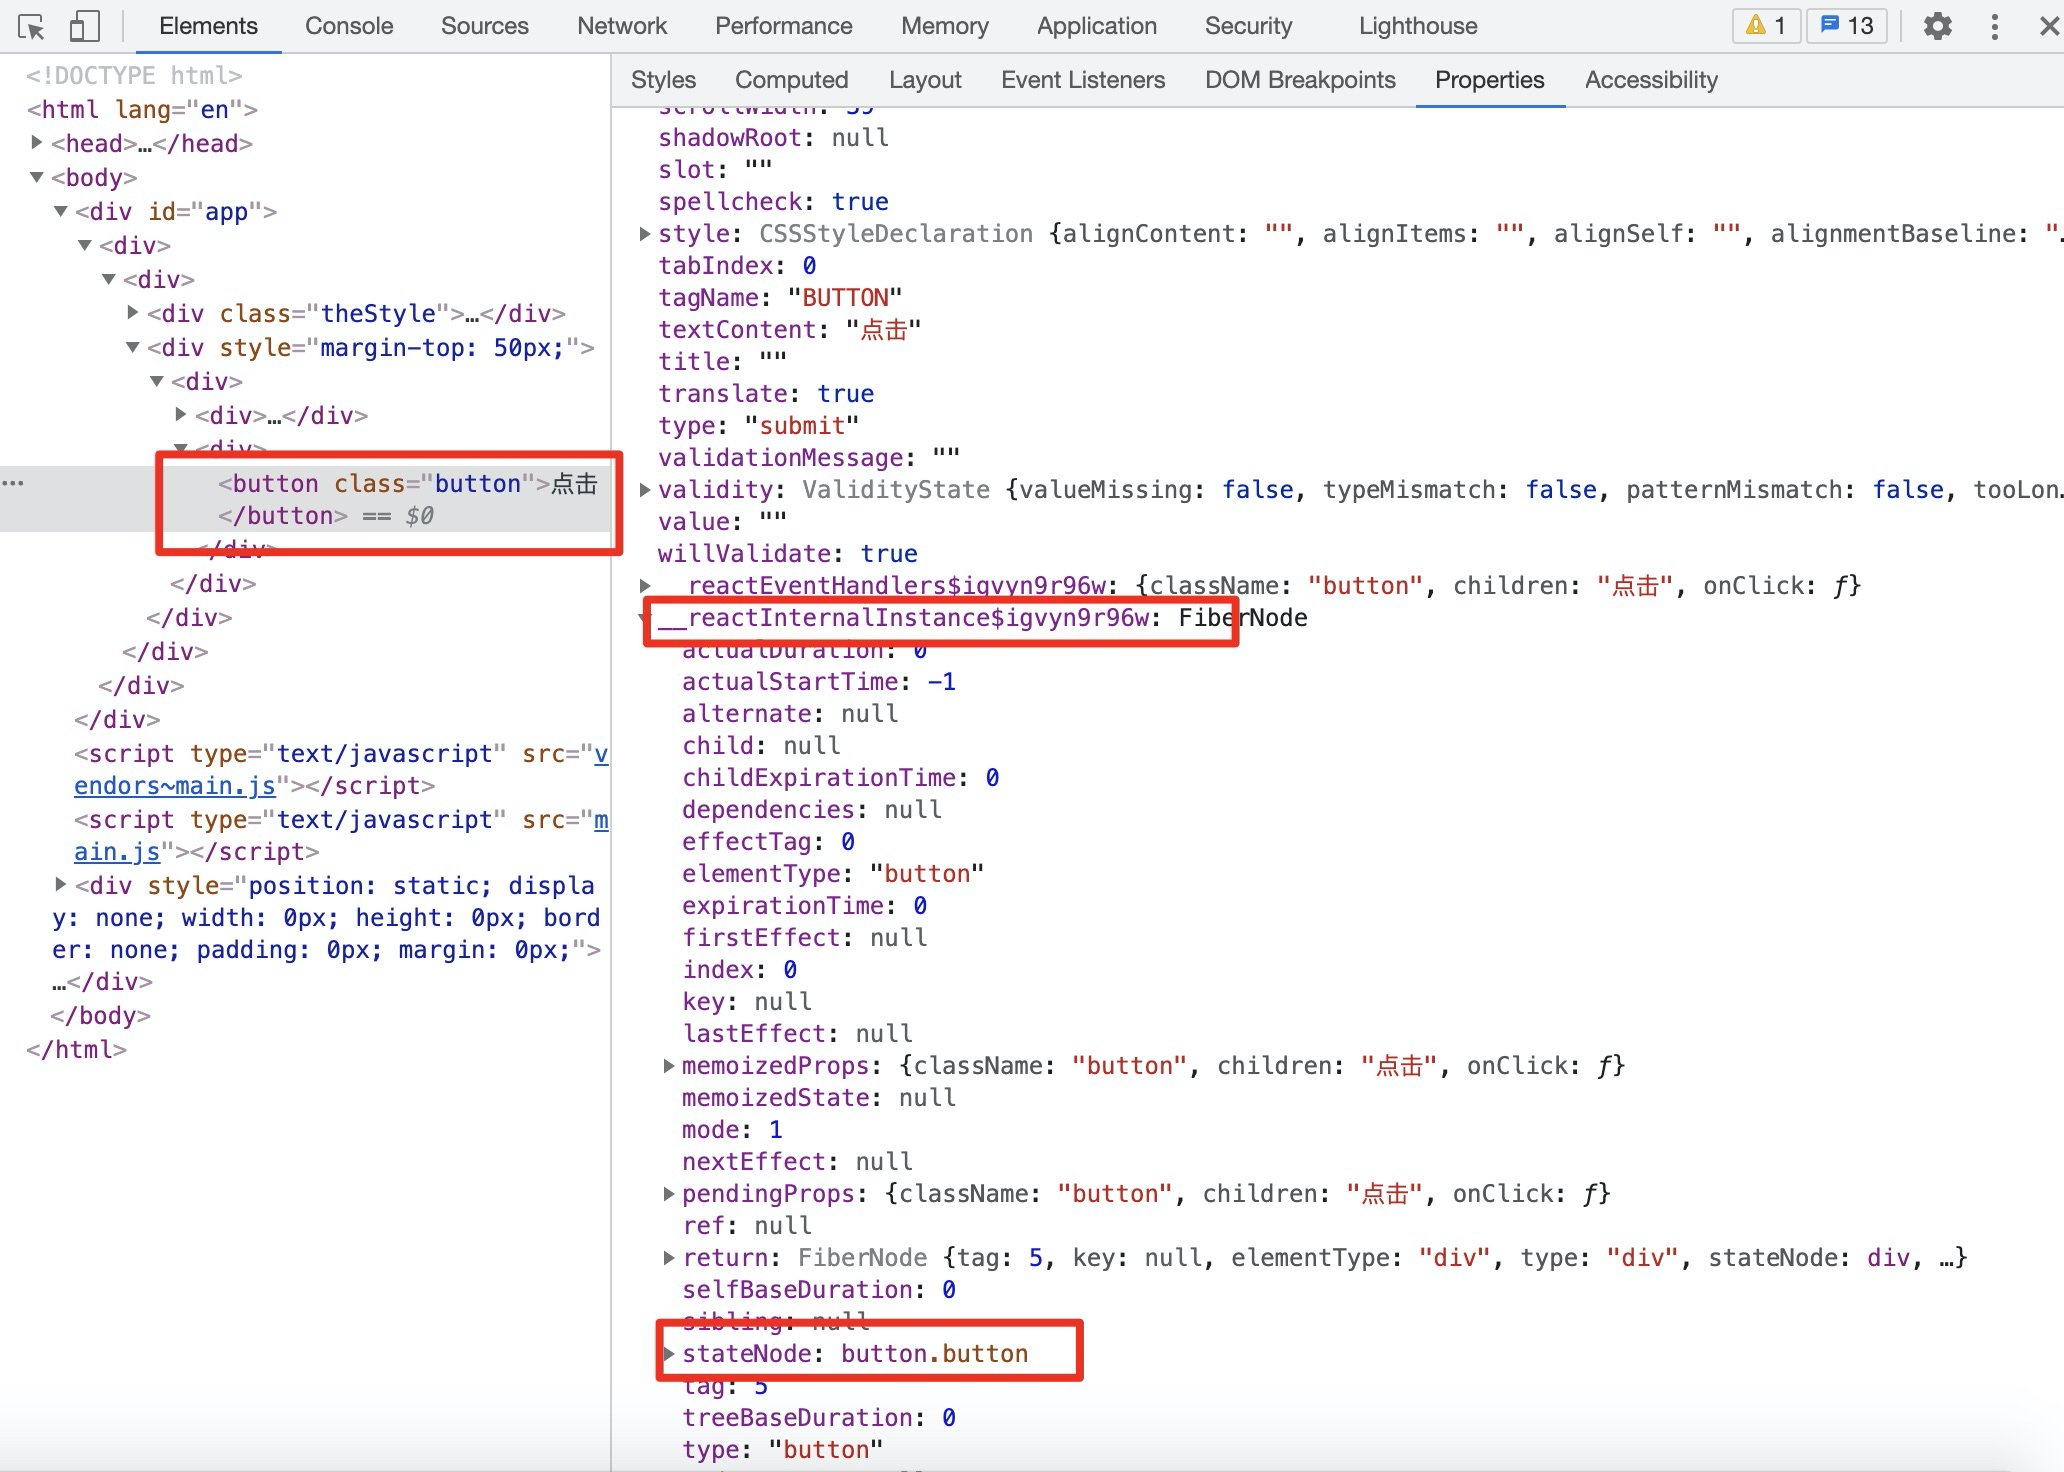 Elements Console Sources Network Performance Memory Application Security Lighthouse 1 13
<!DOCTYPE html>
<html lang="en">
<head>…</head>
<body>
<div id="app">
<div>
<div>
<div class="theStyle">…</div>
<div style="margin-top: 50px;">
<div>
<div>…</div>
<div>
<button class="button">点击
</button> == $0
</div>
</div>
</div>
</div>
</div>
</div>
<script type="text/javascript" src="v
endors~main.js"></script>
<script type="text/javascript" src="m
ain.js"></script>
<div style="position: static; displa
y: none; width: 0px; height: 0px; bord
er: none; padding: 0px; margin: 0px;">
…</div>
</body>
</html>
Styles Computed Layout Event Listeners DOM Breakpoints Properties Accessibility
scrollWidth: 39
shadowRoot: null
slot: ""
spellcheck: true
style: CSSStyleDeclaration {alignContent: "", alignItems: "", alignSelf: "", alignmentBaseline: "…
tabIndex: 0
tagName: "BUTTON"
textContent: "点击"
title: ""
translate: true
type: "submit"
validationMessage: ""
validity: ValidityState {valueMissing: false, typeMismatch: false, patternMismatch: false, tooLon…
value: ""
willValidate: true
__reactEventHandlers$igvyn9r96w: {className: "button", children: "点击", onClick: ƒ}
__reactInternalInstance$igvyn9r96w: FiberNode
actualDuration: 0
actualStartTime: -1
alternate: null
child: null
childExpirationTime: 0
dependencies: null
effectTag: 0
elementType: "button"
expirationTime: 0
firstEffect: null
index: 0
key: null
lastEffect: null
memoizedProps: {className: "button", children: "点击", onClick: ƒ}
memoizedState: null
mode: 1
nextEffect: null
pendingProps: {className: "button", children: "点击", onClick: ƒ}
ref: null
return: FiberNode {tag: 5, key: null, elementType: "div", type: "div", stateNode: div, …}
selfBaseDuration: 0
sibling: null
stateNode: button.button
tag: 5
treeBaseDuration: 0
type: "button"